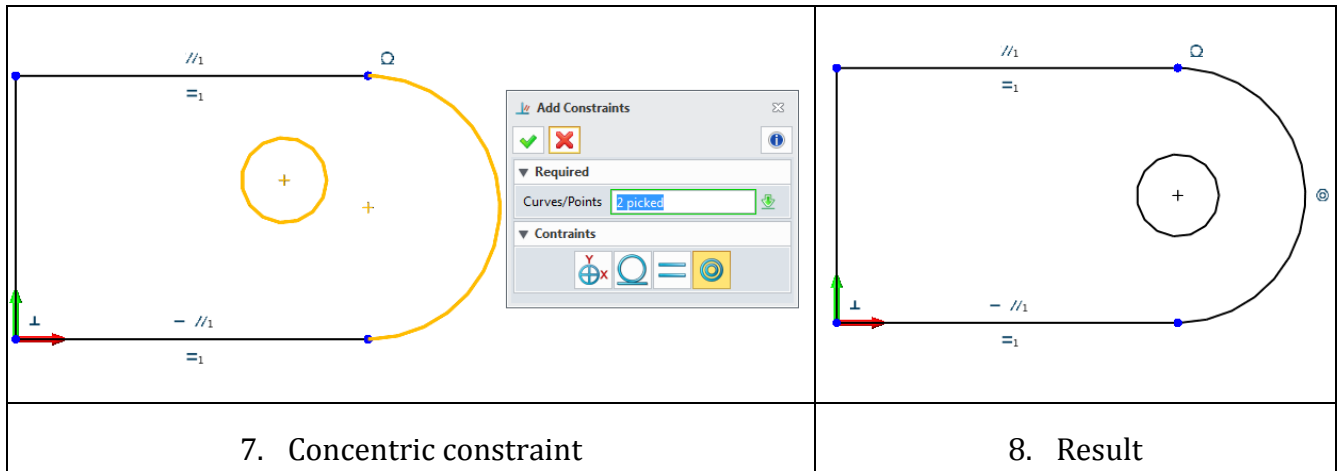 //₁
Ω
=₁
⊥
− //₁
=₁
Add Constraints
▼ Required
Curves/Points 2 picked
▼ Contraints
Y
X
7. Concentric constraint
//₁
Ω
=₁
⊥
− //₁
=₁
8. Result